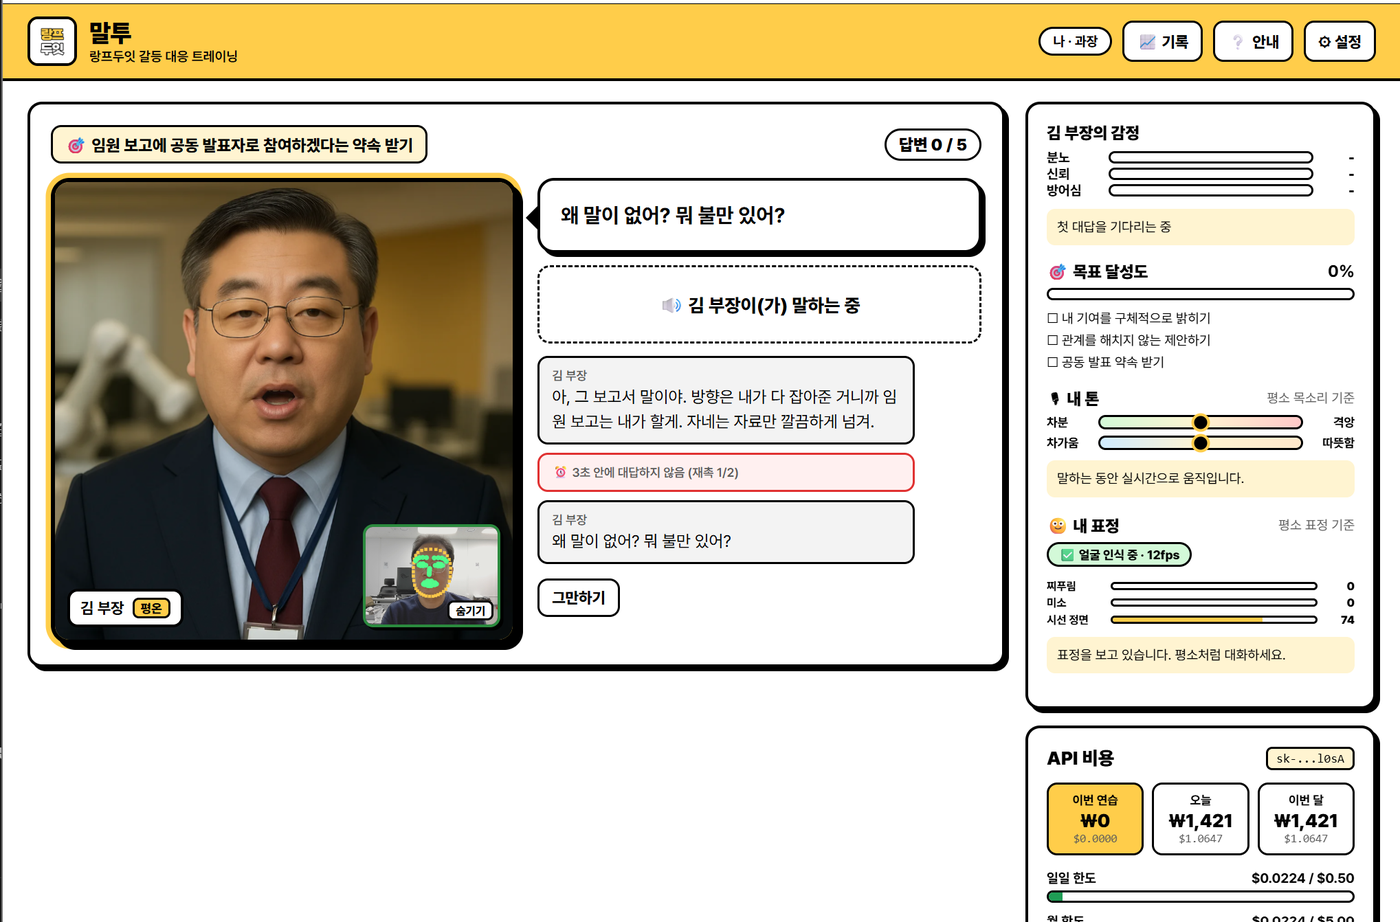 랑프
두잇
말투
랑프두잇 갈등 대응 트레이닝
나 · 과장
기록
안내
설정
임원 보고에 공동 발표자로 참여하겠다는 약속 받기
답변 0 / 5
왜 말이 없어? 뭐 불만 있어?
김 부장이(가) 말하는 중
김 부장
아, 그 보고서 말이야. 방향은 내가 다 잡아준 거니까 임
원 보고는 내가 할게. 자네는 자료만 깔끔하게 넘겨.
3초 안에 대답하지 않음 (재촉 1/2)
김 부장
왜 말이 없어? 뭐 불만 있어?
그만하기
김 부장 평온
숨기기
김 부장의 감정
분노 -
신뢰 -
방어심 -
첫 대답을 기다리는 중
목표 달성도 0%
내 기여를 구체적으로 밝히기
관계를 해치지 않는 제안하기
공동 발표 약속 받기
내 톤 평소 목소리 기준
차분 격앙
차가움 따뜻함
말하는 동안 실시간으로 움직입니다.
내 표정 평소 표정 기준
얼굴 인식 중 · 12fps
찌푸림 0
미소 0
시선 정면 74
표정을 보고 있습니다. 평소처럼 대화하세요.
API 비용 sk-...l0sA
이번 연습
₩0
$0.0000
오늘
₩1,421
$1.0647
이번 달
₩1,421
$1.0647
일일 한도 $0.0224 / $0.50
월 한도 $0.0224 / $5.00